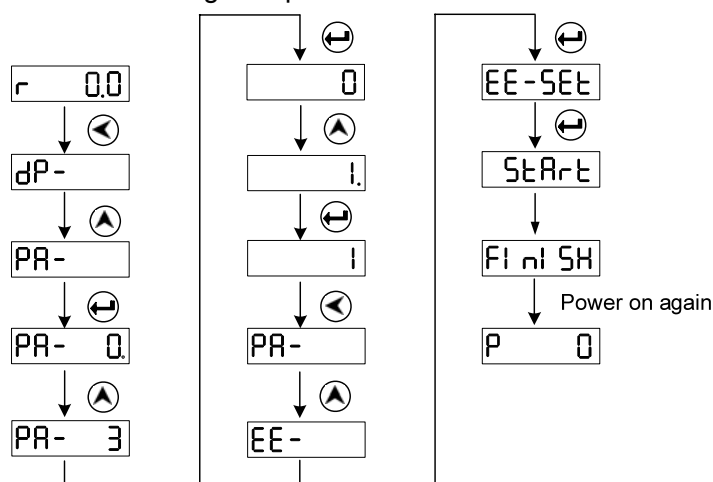 r 0.0
dP-
PA-
PA- 0.
PA- 3
0
1.
1
PA-
EE-
EE-SEt
StArt
FInISH
Power on again
P 0